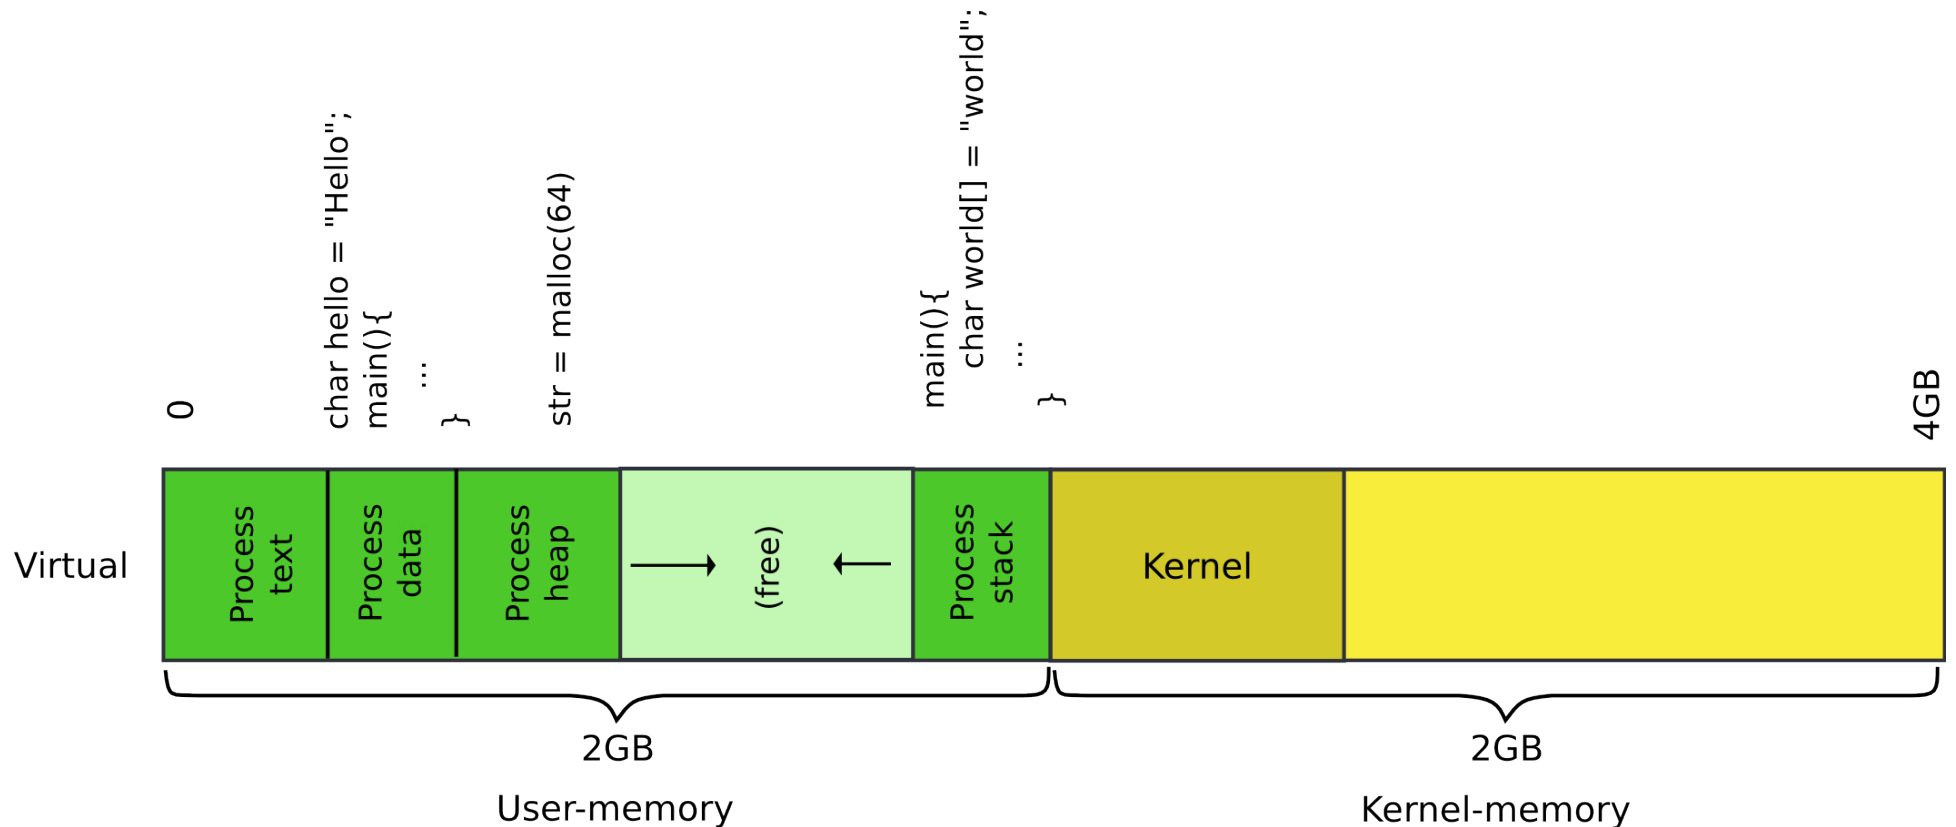 0
char hello = "Hello";
main(){
...
}
str = malloc(64)
main(){
char world[] = "world";
...
}
4GB
Virtual
Process
text
Process
data
Process
heap
(free)
Process
stack
Kernel
2GB
User-memory
2GB
Kernel-memory